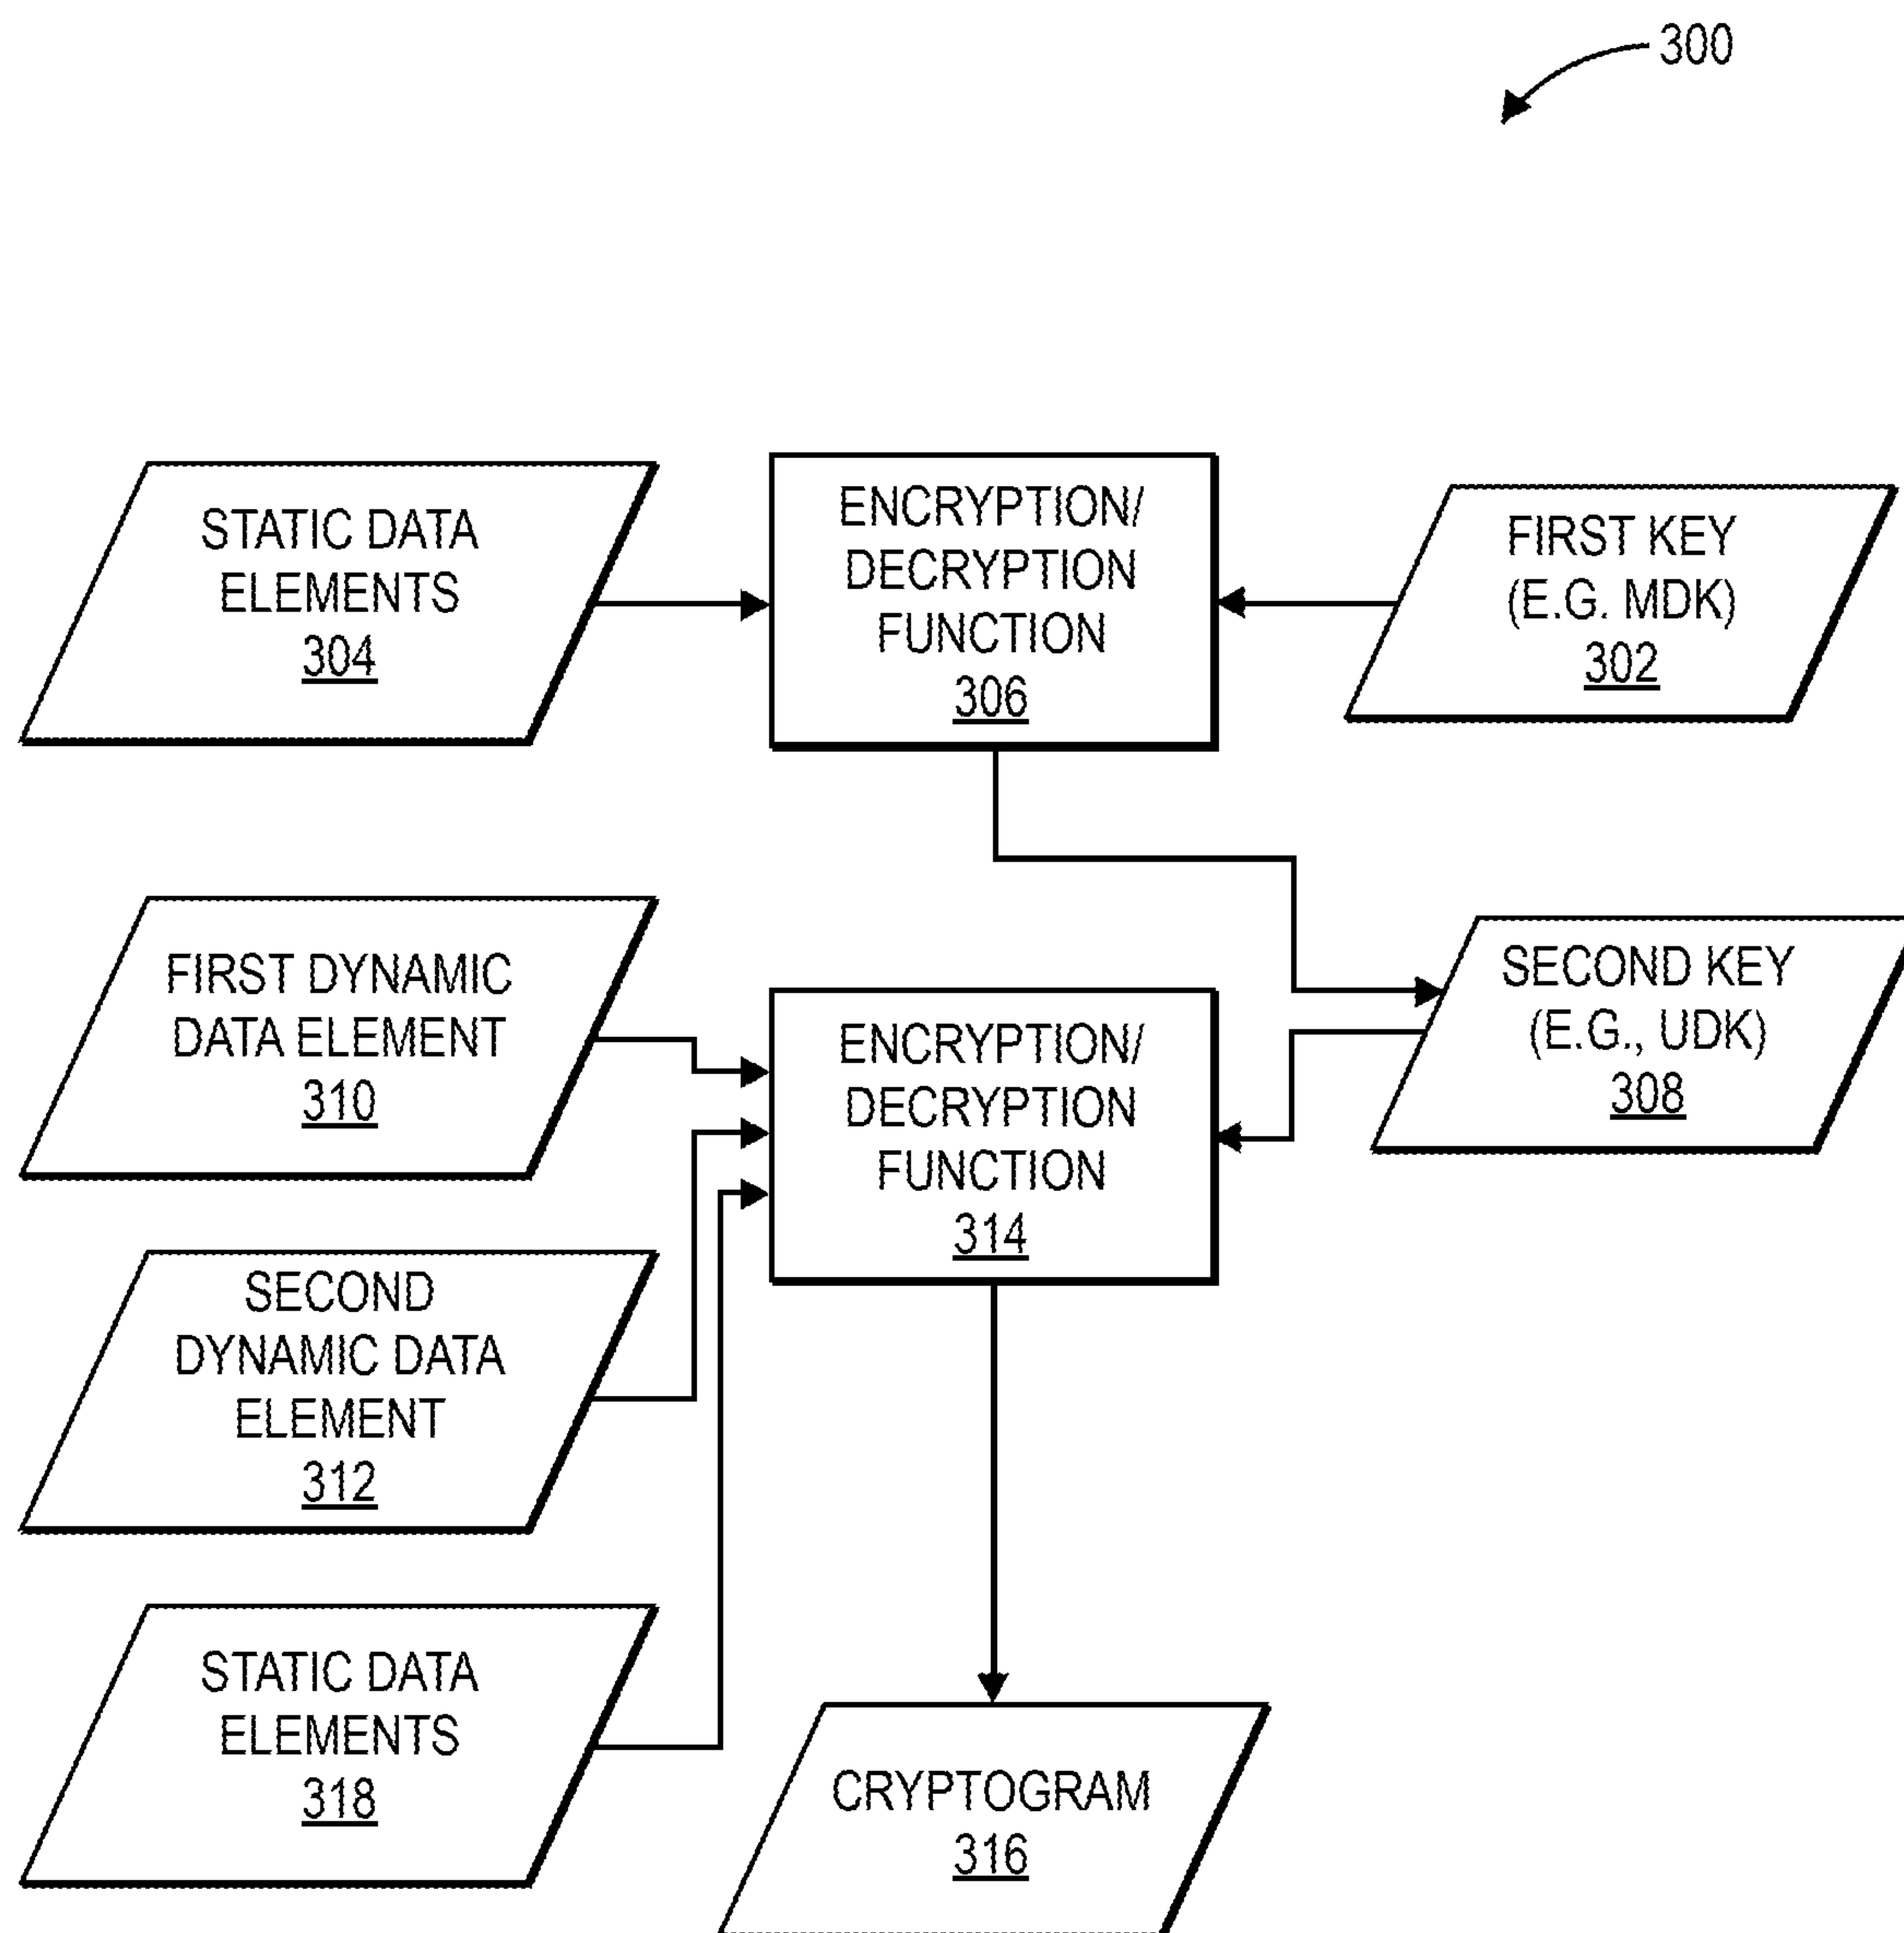 300
STATIC DATA
ELEMENTS
304
ENCRYPTION/
DECRYPTION
FUNCTION
306
FIRST KEY
(E.G. MDK)
302
FIRST DYNAMIC
DATA ELEMENT
310
ENCRYPTION/
DECRYPTION
FUNCTION
314
SECOND KEY
(E.G., UDK)
308
SECOND
DYNAMIC DATA
ELEMENT
312
STATIC DATA
ELEMENTS
318
CRYPTOGRAM
316